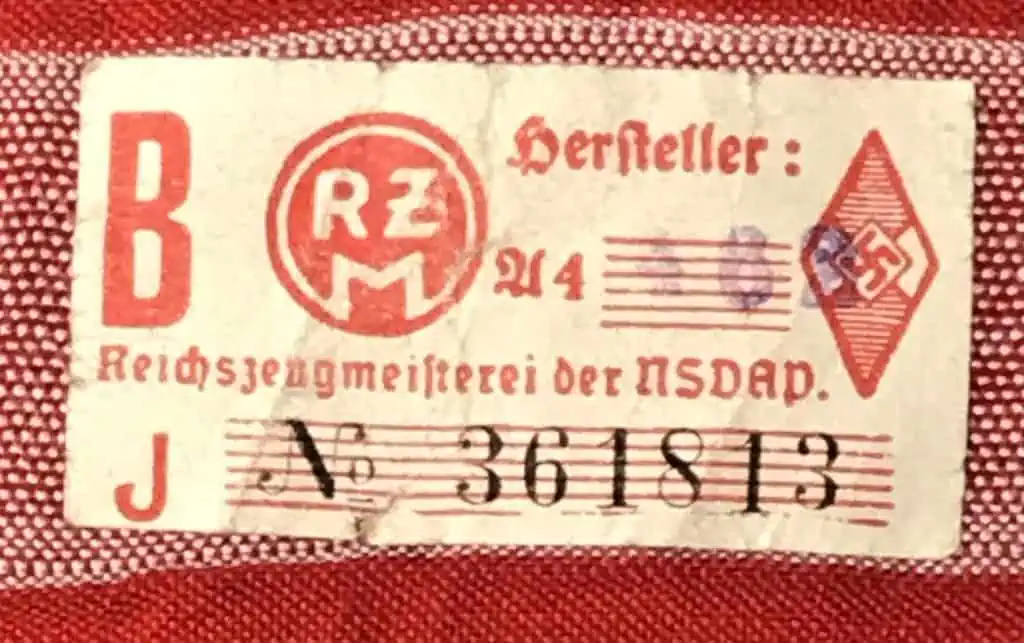 B
RZM
Hersteller:
A4
Reichszeugmeisterei der NSDAP.
J
No 361813